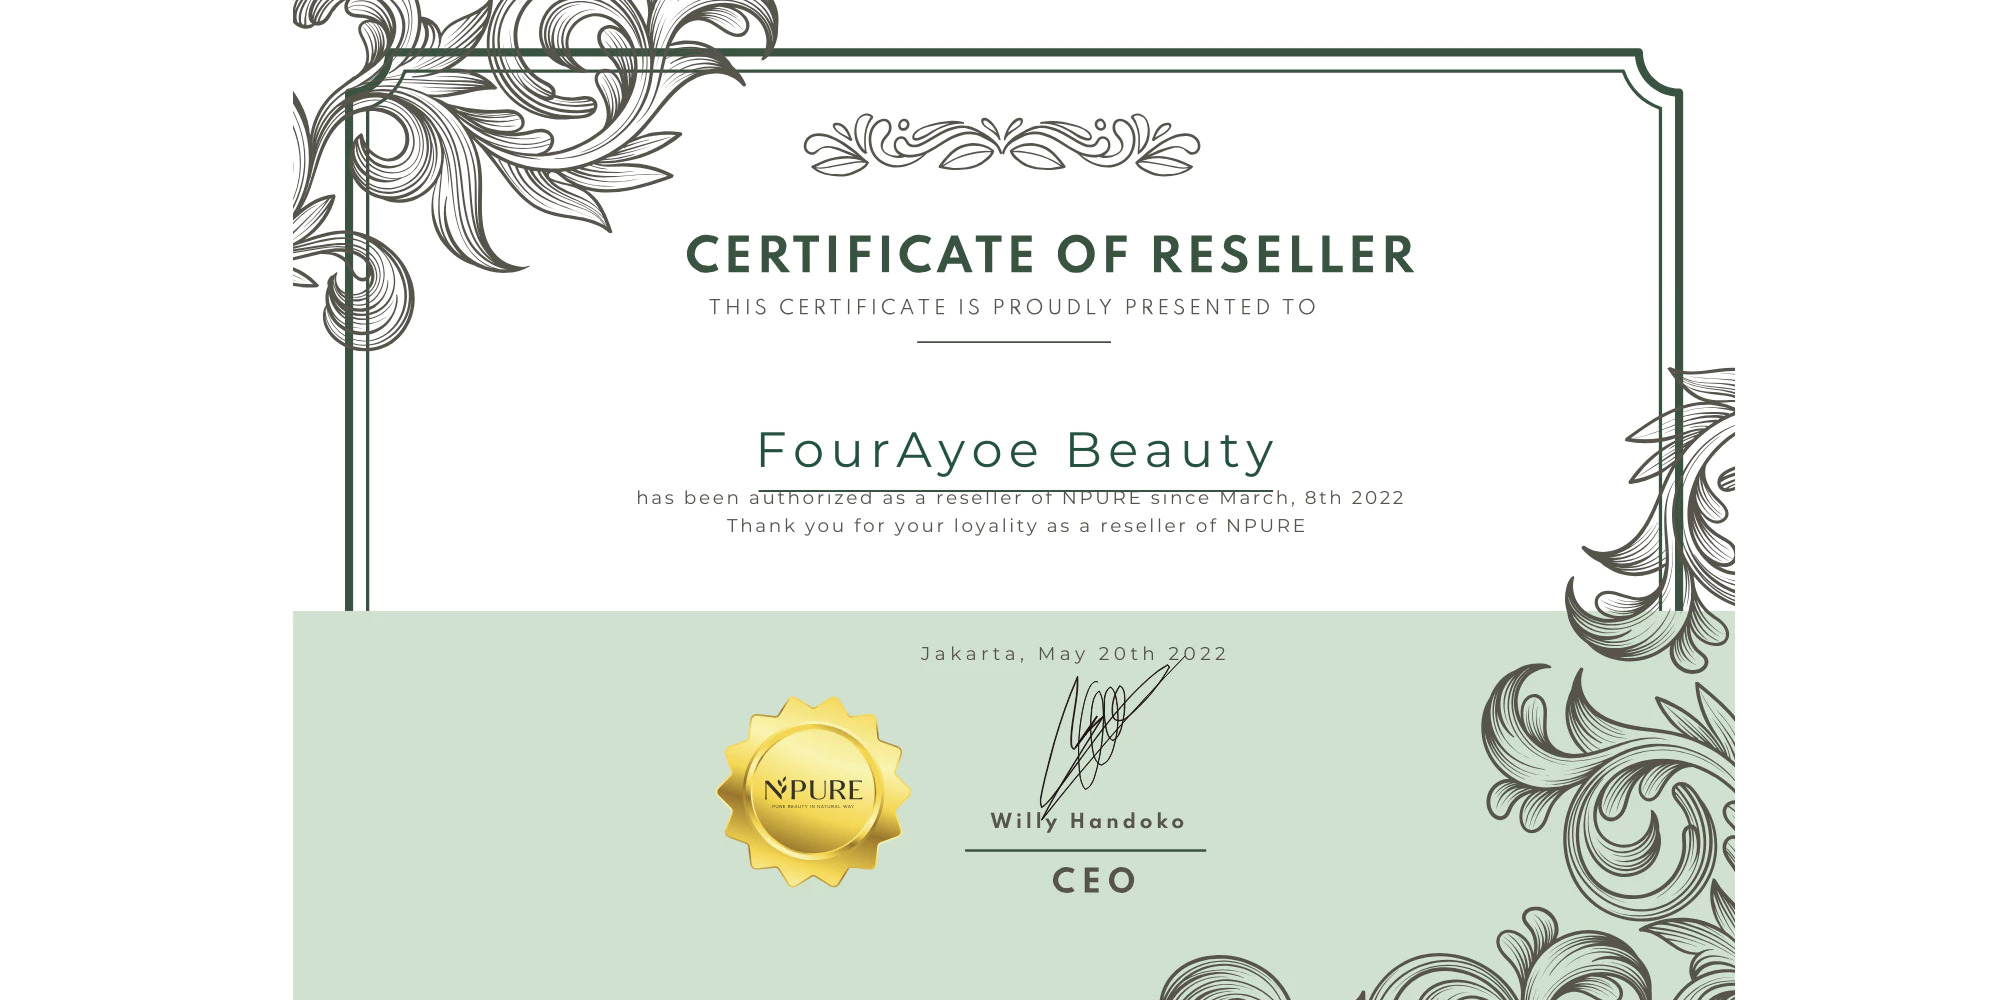 CERTIFICATE OF RESELLER
THIS CERTIFICATE IS PROUDLY PRESENTED TO
FourAyoe Beauty
has been authorized as a reseller of NPURE since March, 8th 2022
Thank you for your loyality as a reseller of NPURE
Jakarta, May 20th 2022
NPURE
PURE BEAUTY IN NATURAL WAY
Willy Handoko
CEO